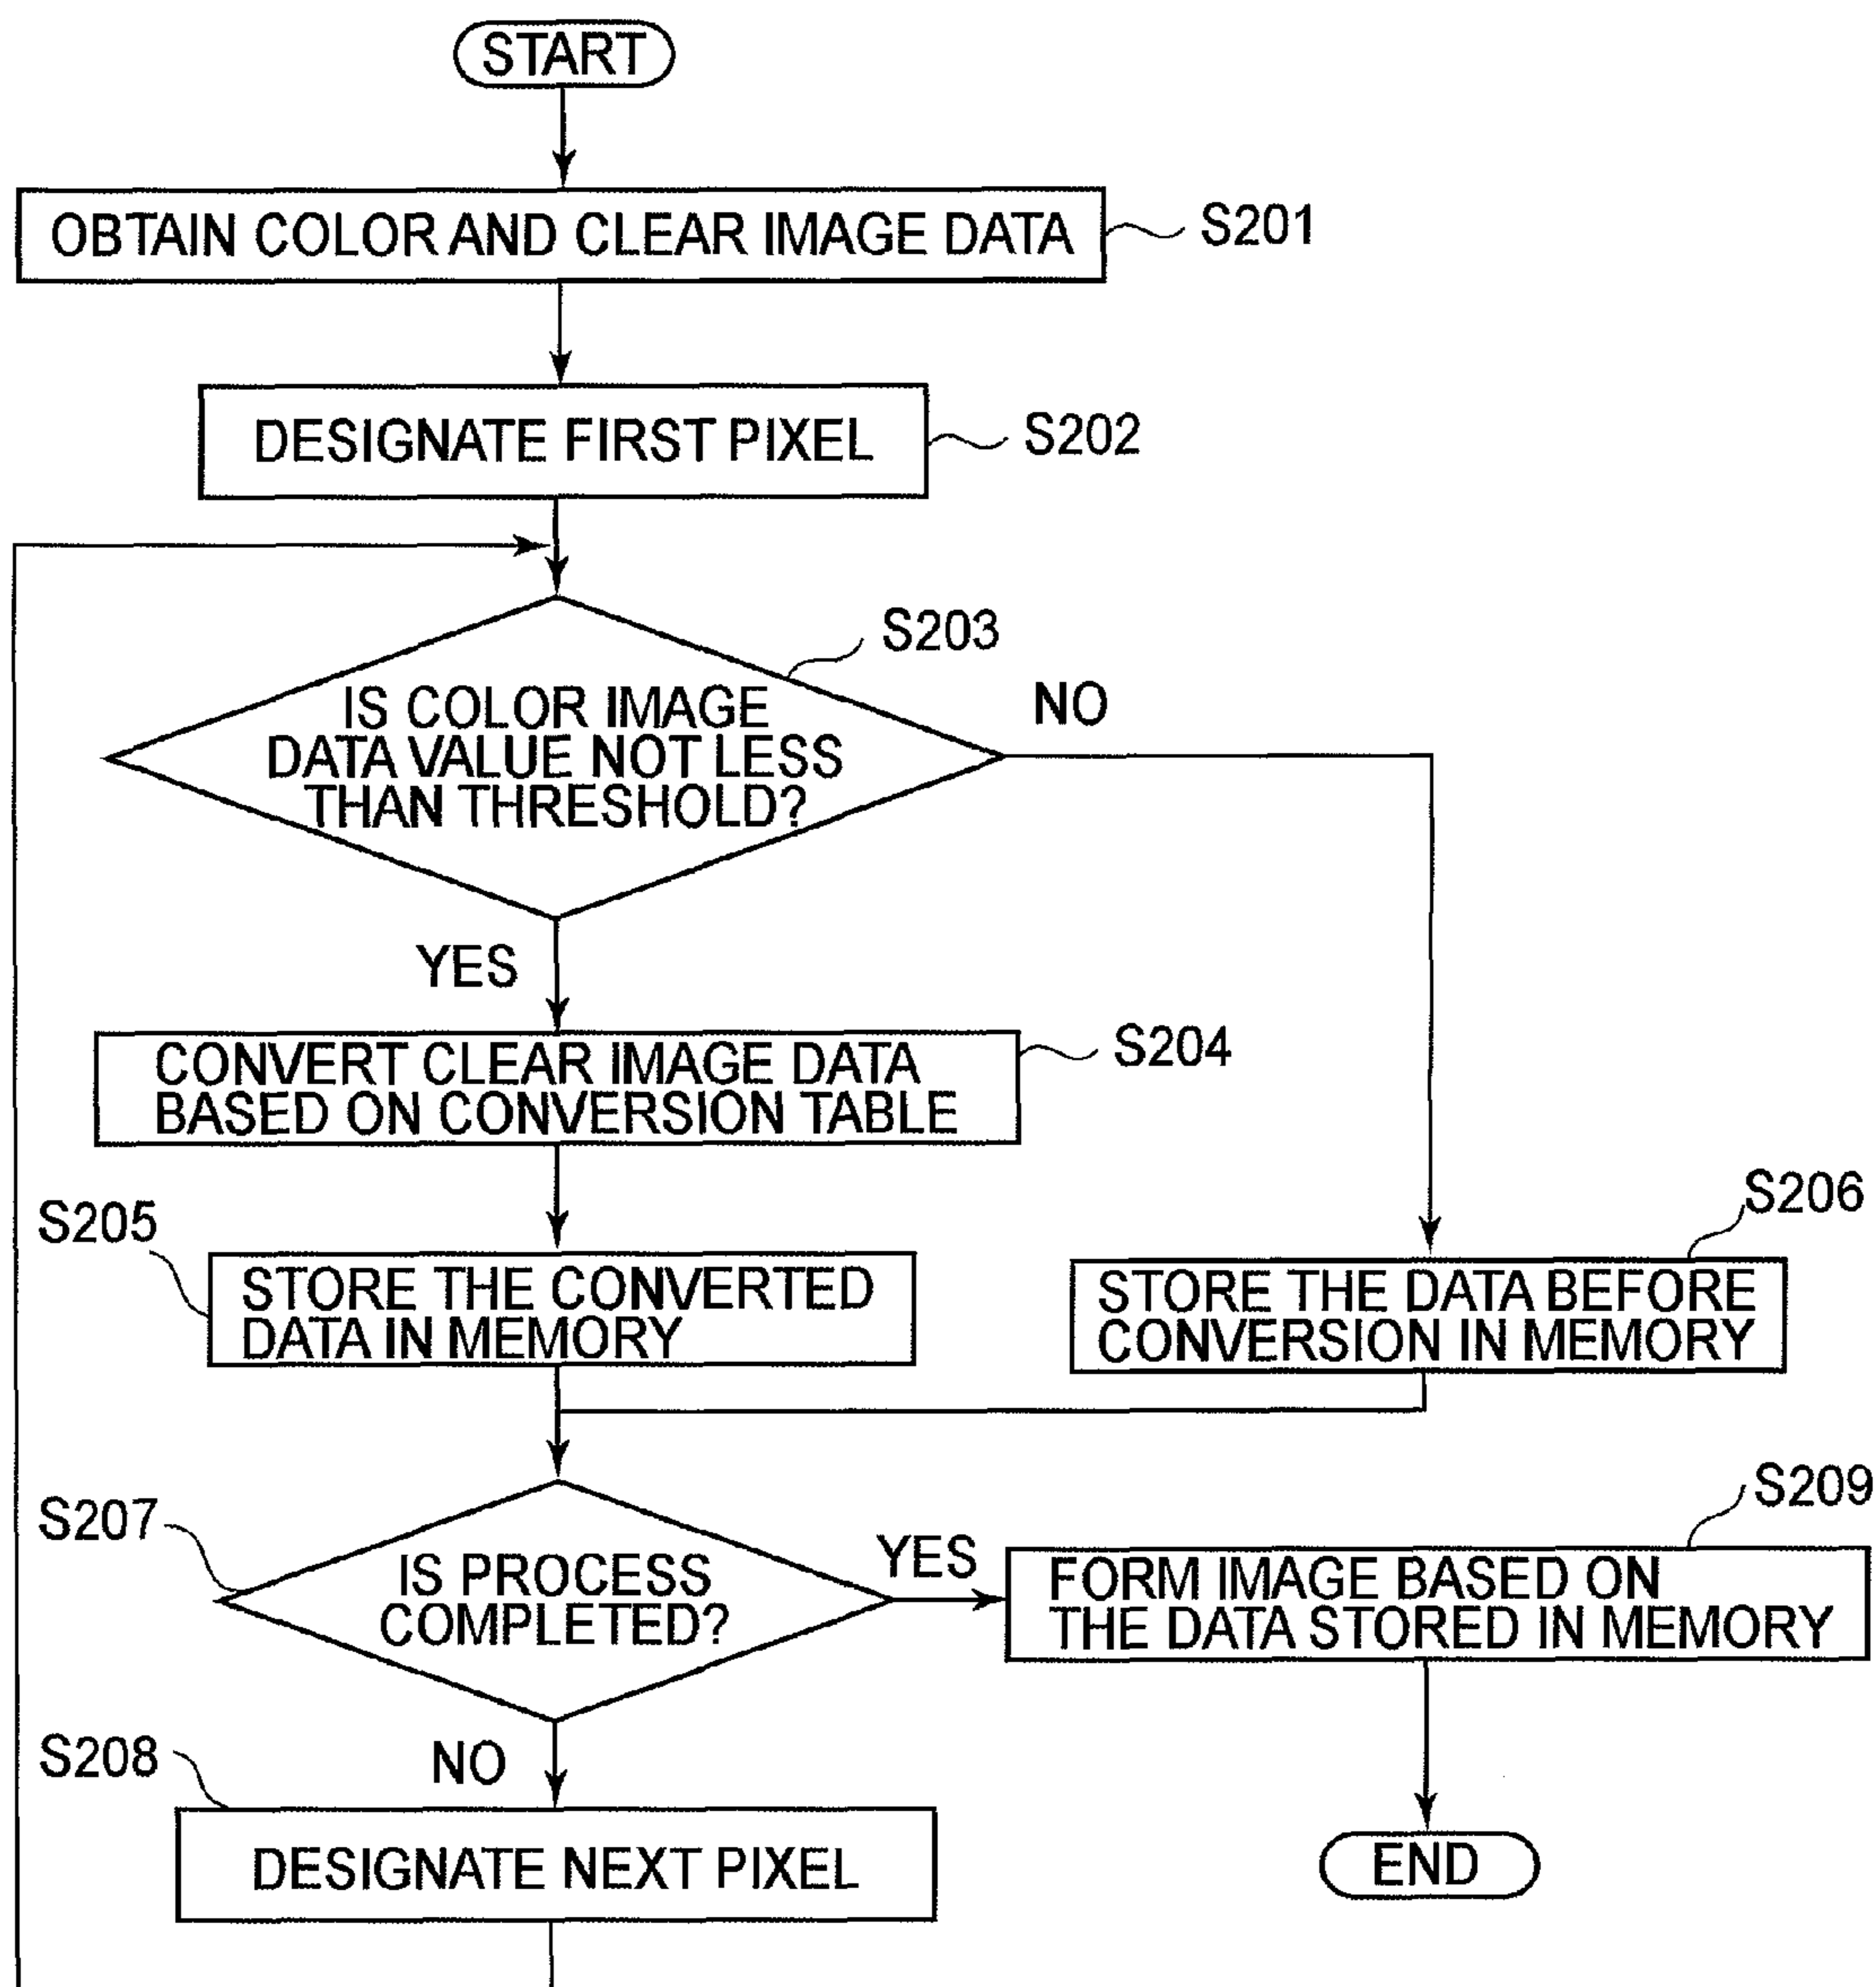 START
OBTAIN COLOR AND CLEAR IMAGE DATA
S201
DESIGNATE FIRST PIXEL
S202
S203
IS COLOR IMAGE
DATA VALUE NOT LESS
THAN THRESHOLD?
NO
YES
CONVERT CLEAR IMAGE DATA
BASED ON CONVERSION TABLE
S204
S205
STORE THE CONVERTED
DATA IN MEMORY
S206
STORE THE DATA BEFORE
CONVERSION IN MEMORY
S207
IS PROCESS
COMPLETED?
YES
S209
FORM IMAGE BASED ON
THE DATA STORED IN MEMORY
NO
S208
DESIGNATE NEXT PIXEL
END